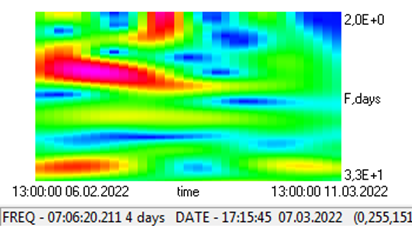 2,0E+0
F,days
3,3E+1
13:00:00 06.02.2022 time 13:00:00 11.03.2022
FREQ - 07:06:20.211 4 days DATE - 17:15:45 07.03.2022 (0,255,151